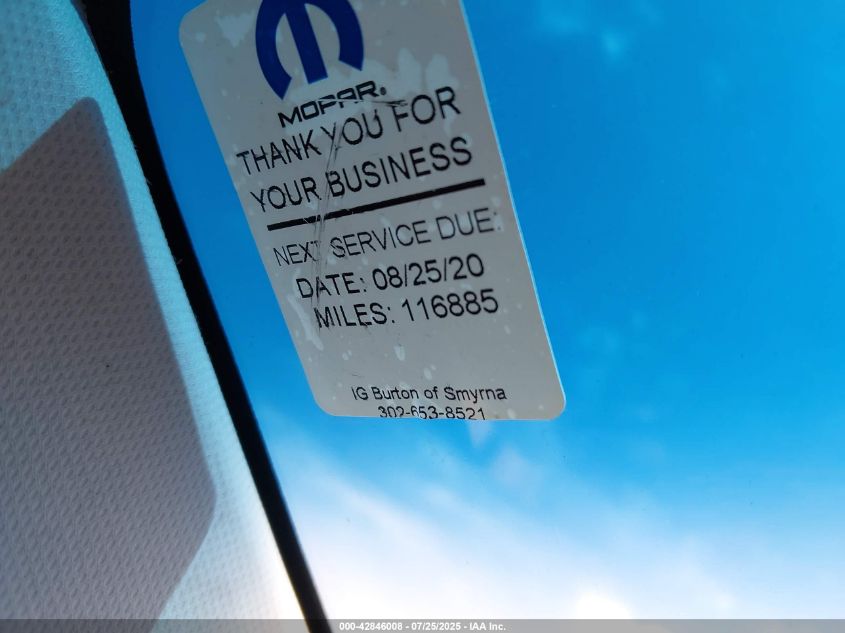 MOPAR®
THANK YOU FOR
YOUR BUSINESS
NEXT SERVICE DUE:
DATE: 08/25/20
MILES: 116885
IG Burton of Smyrna
302-653-8521
000-42846008 - 07/25/2025 - IAA Inc.